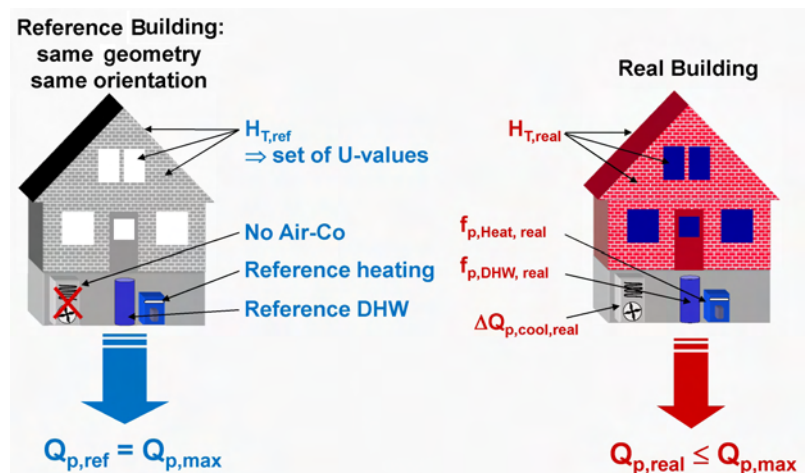 Reference Building:
same geometry
same orientation
H_T,ref
⇒ set of U-values
No Air-Co
Reference heating
Reference DHW
Q_p,ref = Q_p,max
Real Building
H_T,real
f_p,Heat, real
f_p,DHW, real
ΔQ_p,cool,real
Q_p,real ≤ Q_p,max